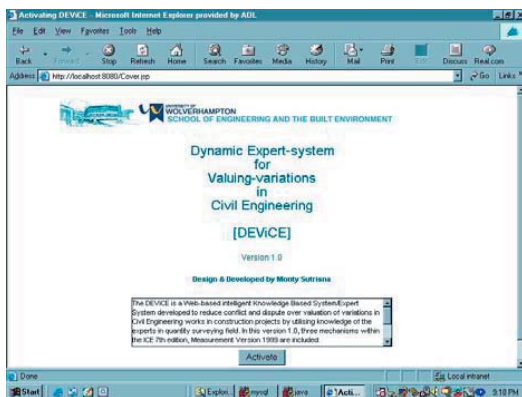 Activating DEViCE - Microsoft Internet Explorer provided by AOL
File Edit View Favorites Tools Help
Back Forward Stop Refresh Home Search Favorites Media History Mail Print Edit Discuss Real.com
Address http://localhost:8080/Cover.jsp Go Links
UNIVERSITY OF
WOLVERHAMPTON
SCHOOL OF ENGINEERING AND THE BUILT ENVIRONMENT
Dynamic Expert-system
for
Valuing-variations
in
Civil Engineering
[DEViCE]
Version 1.0
Design & Developed by Monty Sutrisna
The DEViCE is a Web-based intelligent Knowledge Based System/Expert
System developed to reduce conflict and dispute over valuation of variations in
Civil Engineering works in construction projects by utilising knowledge of the
experts in quantity surveying field. In this version 1.0, three mechanisms within
the ICE 7th edition, Measurement Version 1999 are included
Activate
Done Local intranet
Start Explori... mysql java Acti... 9:18 PM